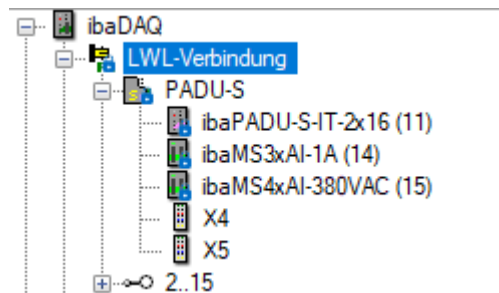 ibaDAQ
LWL-Verbindung
PADU-S
ibaPADU-S-IT-2x16 (11)
ibaMS3xAI-1A (14)
ibaMS4xAI-380VAC (15)
X4
X5
2..15